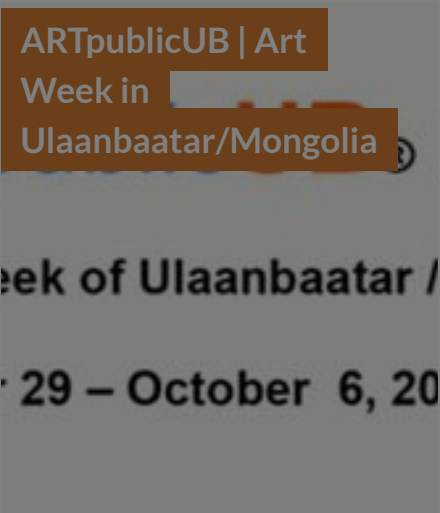 ARTpublicUB | Art
Week in
Ulaanbaatar/Mongolia
®
eek of Ulaanbaatar /
29 – October 6, 20